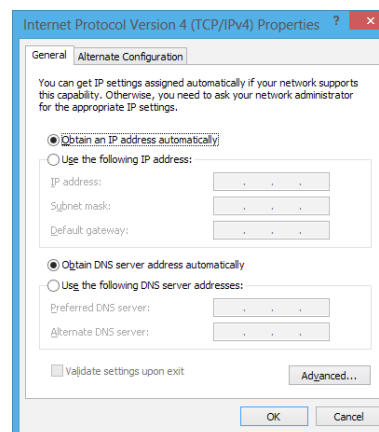 Internet Protocol Version 4 (TCP/IPv4) Properties ? ×
General Alternate Configuration
You can get IP settings assigned automatically if your network supports
this capability. Otherwise, you need to ask your network administrator
for the appropriate IP settings.
Obtain an IP address automatically
Use the following IP address:
IP address: . . .
Subnet mask: . . .
Default gateway: . . .
Obtain DNS server address automatically
Use the following DNS server addresses:
Preferred DNS server: . . .
Alternate DNS server: . . .
Validate settings upon exit
Advanced...
OK Cancel